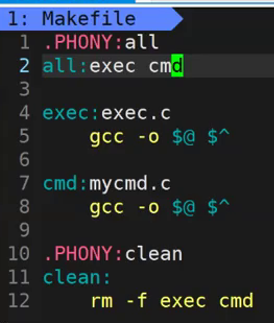 1: Makefile
1 .PHONY:all
2 all:exec cmd
3
4 exec:exec.c
5     gcc -o $@ $^
6
7 cmd:mycmd.c
8     gcc -o $@ $^
9
10 .PHONY:clean
11 clean:
12     rm -f exec cmd